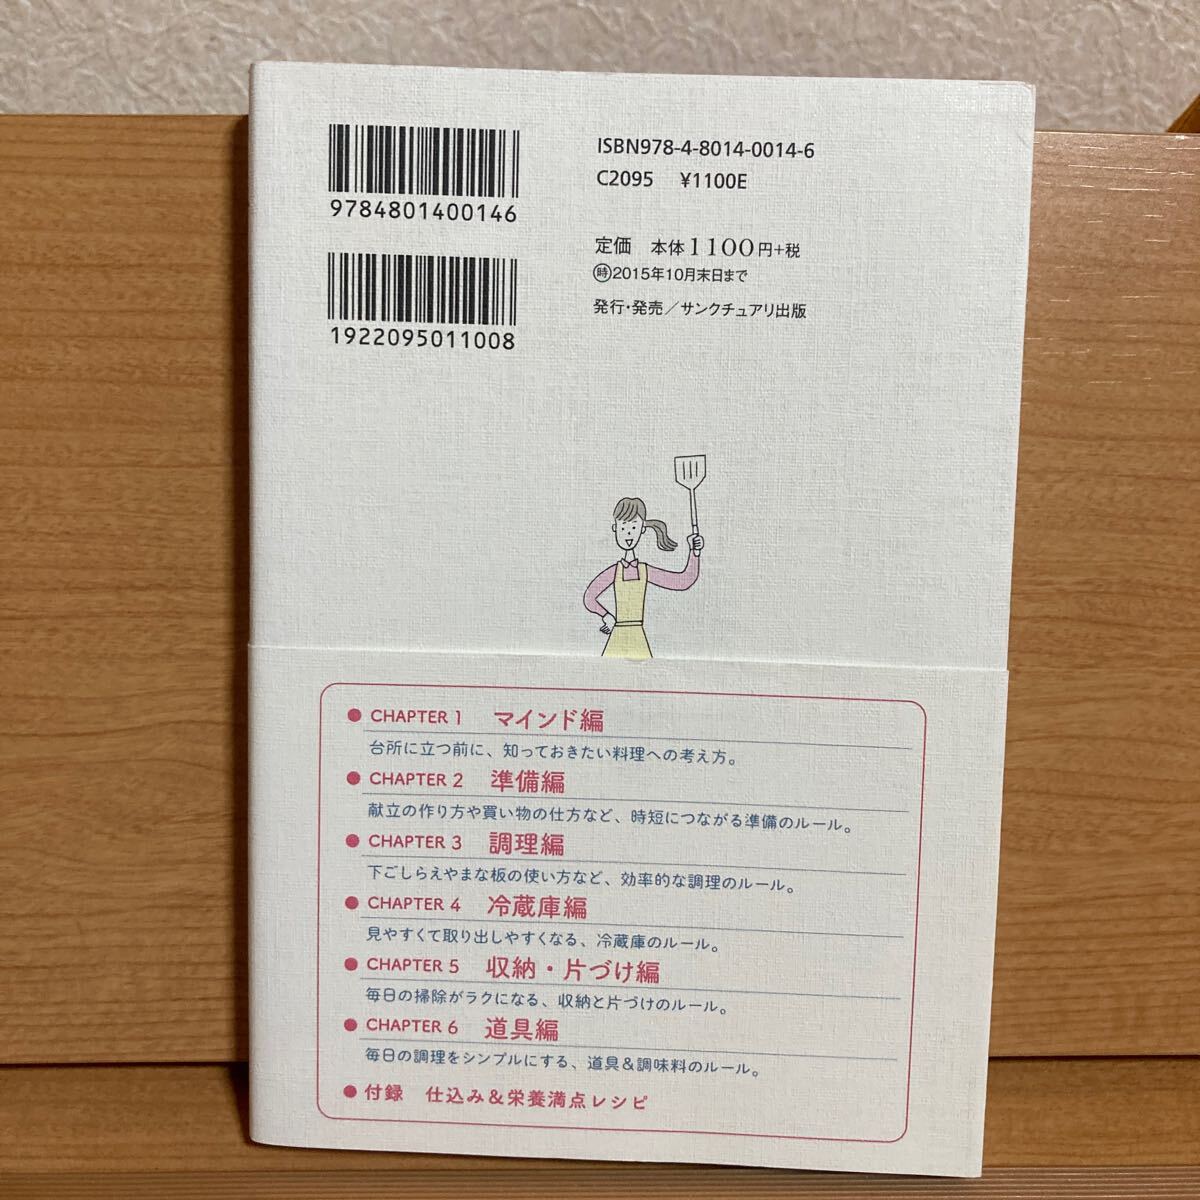 9784801400146
1922095011008
ISBN978-4-8014-0014-6
C2095 ¥1100E
定価 本体1100円+税
時2015年10月末日まで
発行・発売/サンクチュアリ出版
● CHAPTER 1 マインド編
台所に立つ前に、知っておきたい料理への考え方。
● CHAPTER 2 準備編
献立の作り方や買い物の仕方など、時短につながる準備のルール。
● CHAPTER 3 調理編
下ごしらえやまな板の使い方など、効率的な調理のルール。
● CHAPTER 4 冷蔵庫編
見やすくて取り出しやすくなる、冷蔵庫のルール。
● CHAPTER 5 収納・片づけ編
毎日の掃除がラクになる、収納と片づけのルール。
● CHAPTER 6 道具編
毎日の調理をシンプルにする、道具&調味料のルール。
● 付録 仕込み&栄養満点レシピ